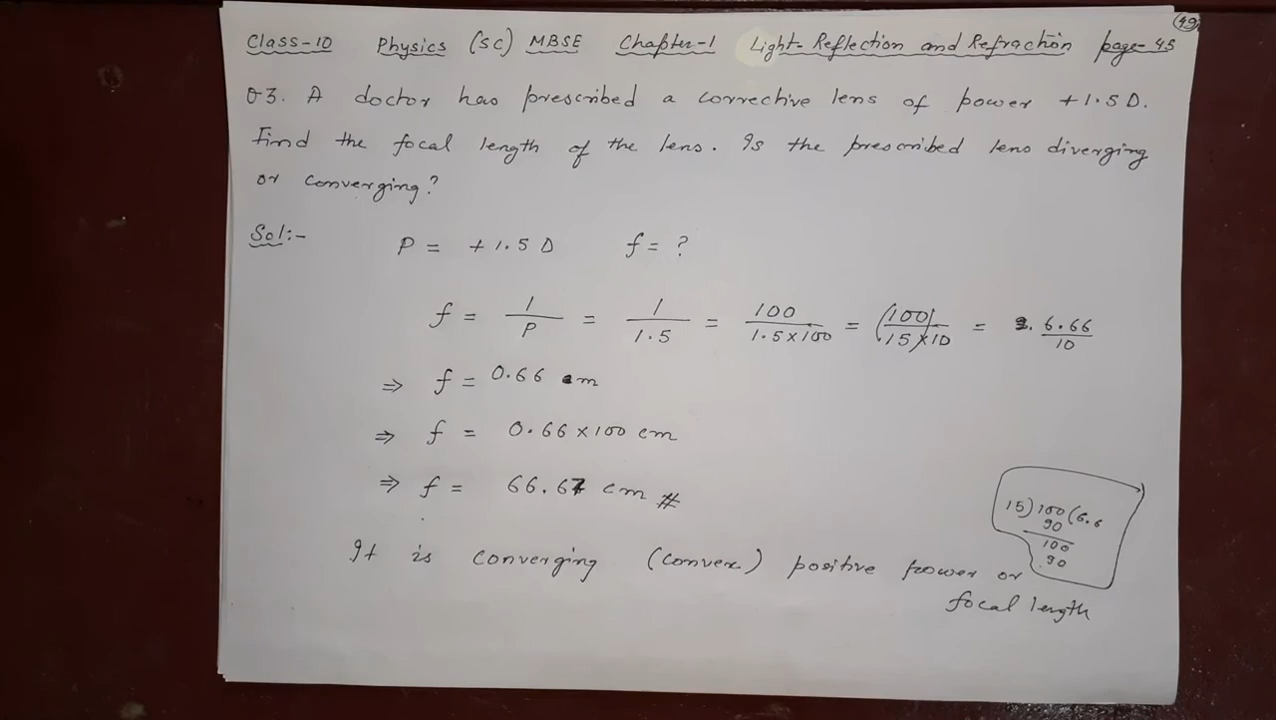 49
Class-10 Physics (Sc) MBSE Chapter-1 Light-Reflection and Refraction page-45
Q3. A doctor has prescribed a corrective lens of power +1.5 D.
Find the focal length of the lens. Is the prescribed lens diverging
or converging?
Sol:- P = +1.5 D f = ?
f = 1/P = 1/1.5 = 100/1.5×100 = (100/15×10 = 6.66/10
⇒ f = 0.66 m
⇒ f = 0.66×100 cm
⇒ f = 66.67 cm #
15)100(6.6
90
100
90
It is converging (convex) positive power or
focal length